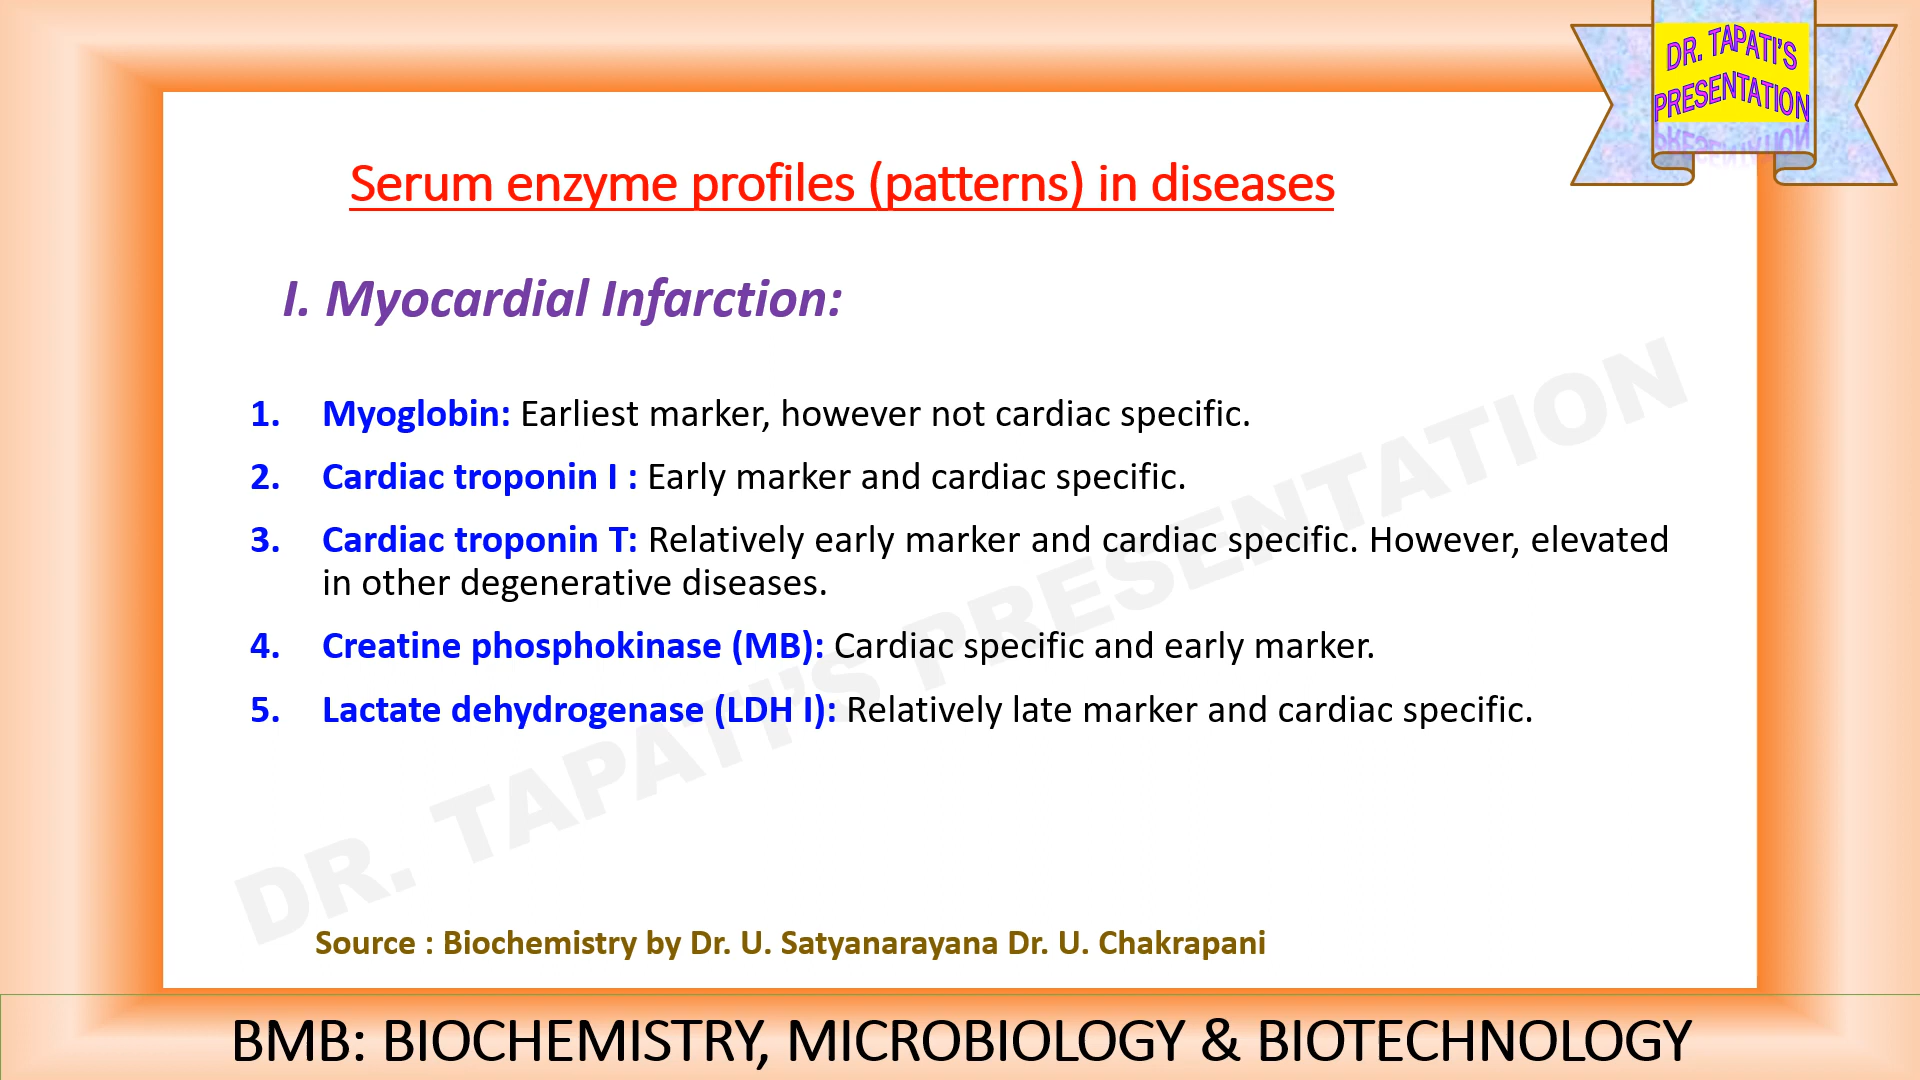 DR. TAPATI'S
PRESENTATION
Serum enzyme profiles (patterns) in diseases
I. Myocardial Infarction:
1. Myoglobin: Earliest marker, however not cardiac specific.
2. Cardiac troponin I : Early marker and cardiac specific.
3. Cardiac troponin T: Relatively early marker and cardiac specific. However, elevated
in other degenerative diseases.
4. Creatine phosphokinase (MB): Cardiac specific and early marker.
5. Lactate dehydrogenase (LDH I): Relatively late marker and cardiac specific.
DR. TAPATI'S PRESENTATION
Source : Biochemistry by Dr. U. Satyanarayana Dr. U. Chakrapani
BMB: BIOCHEMISTRY, MICROBIOLOGY & BIOTECHNOLOGY